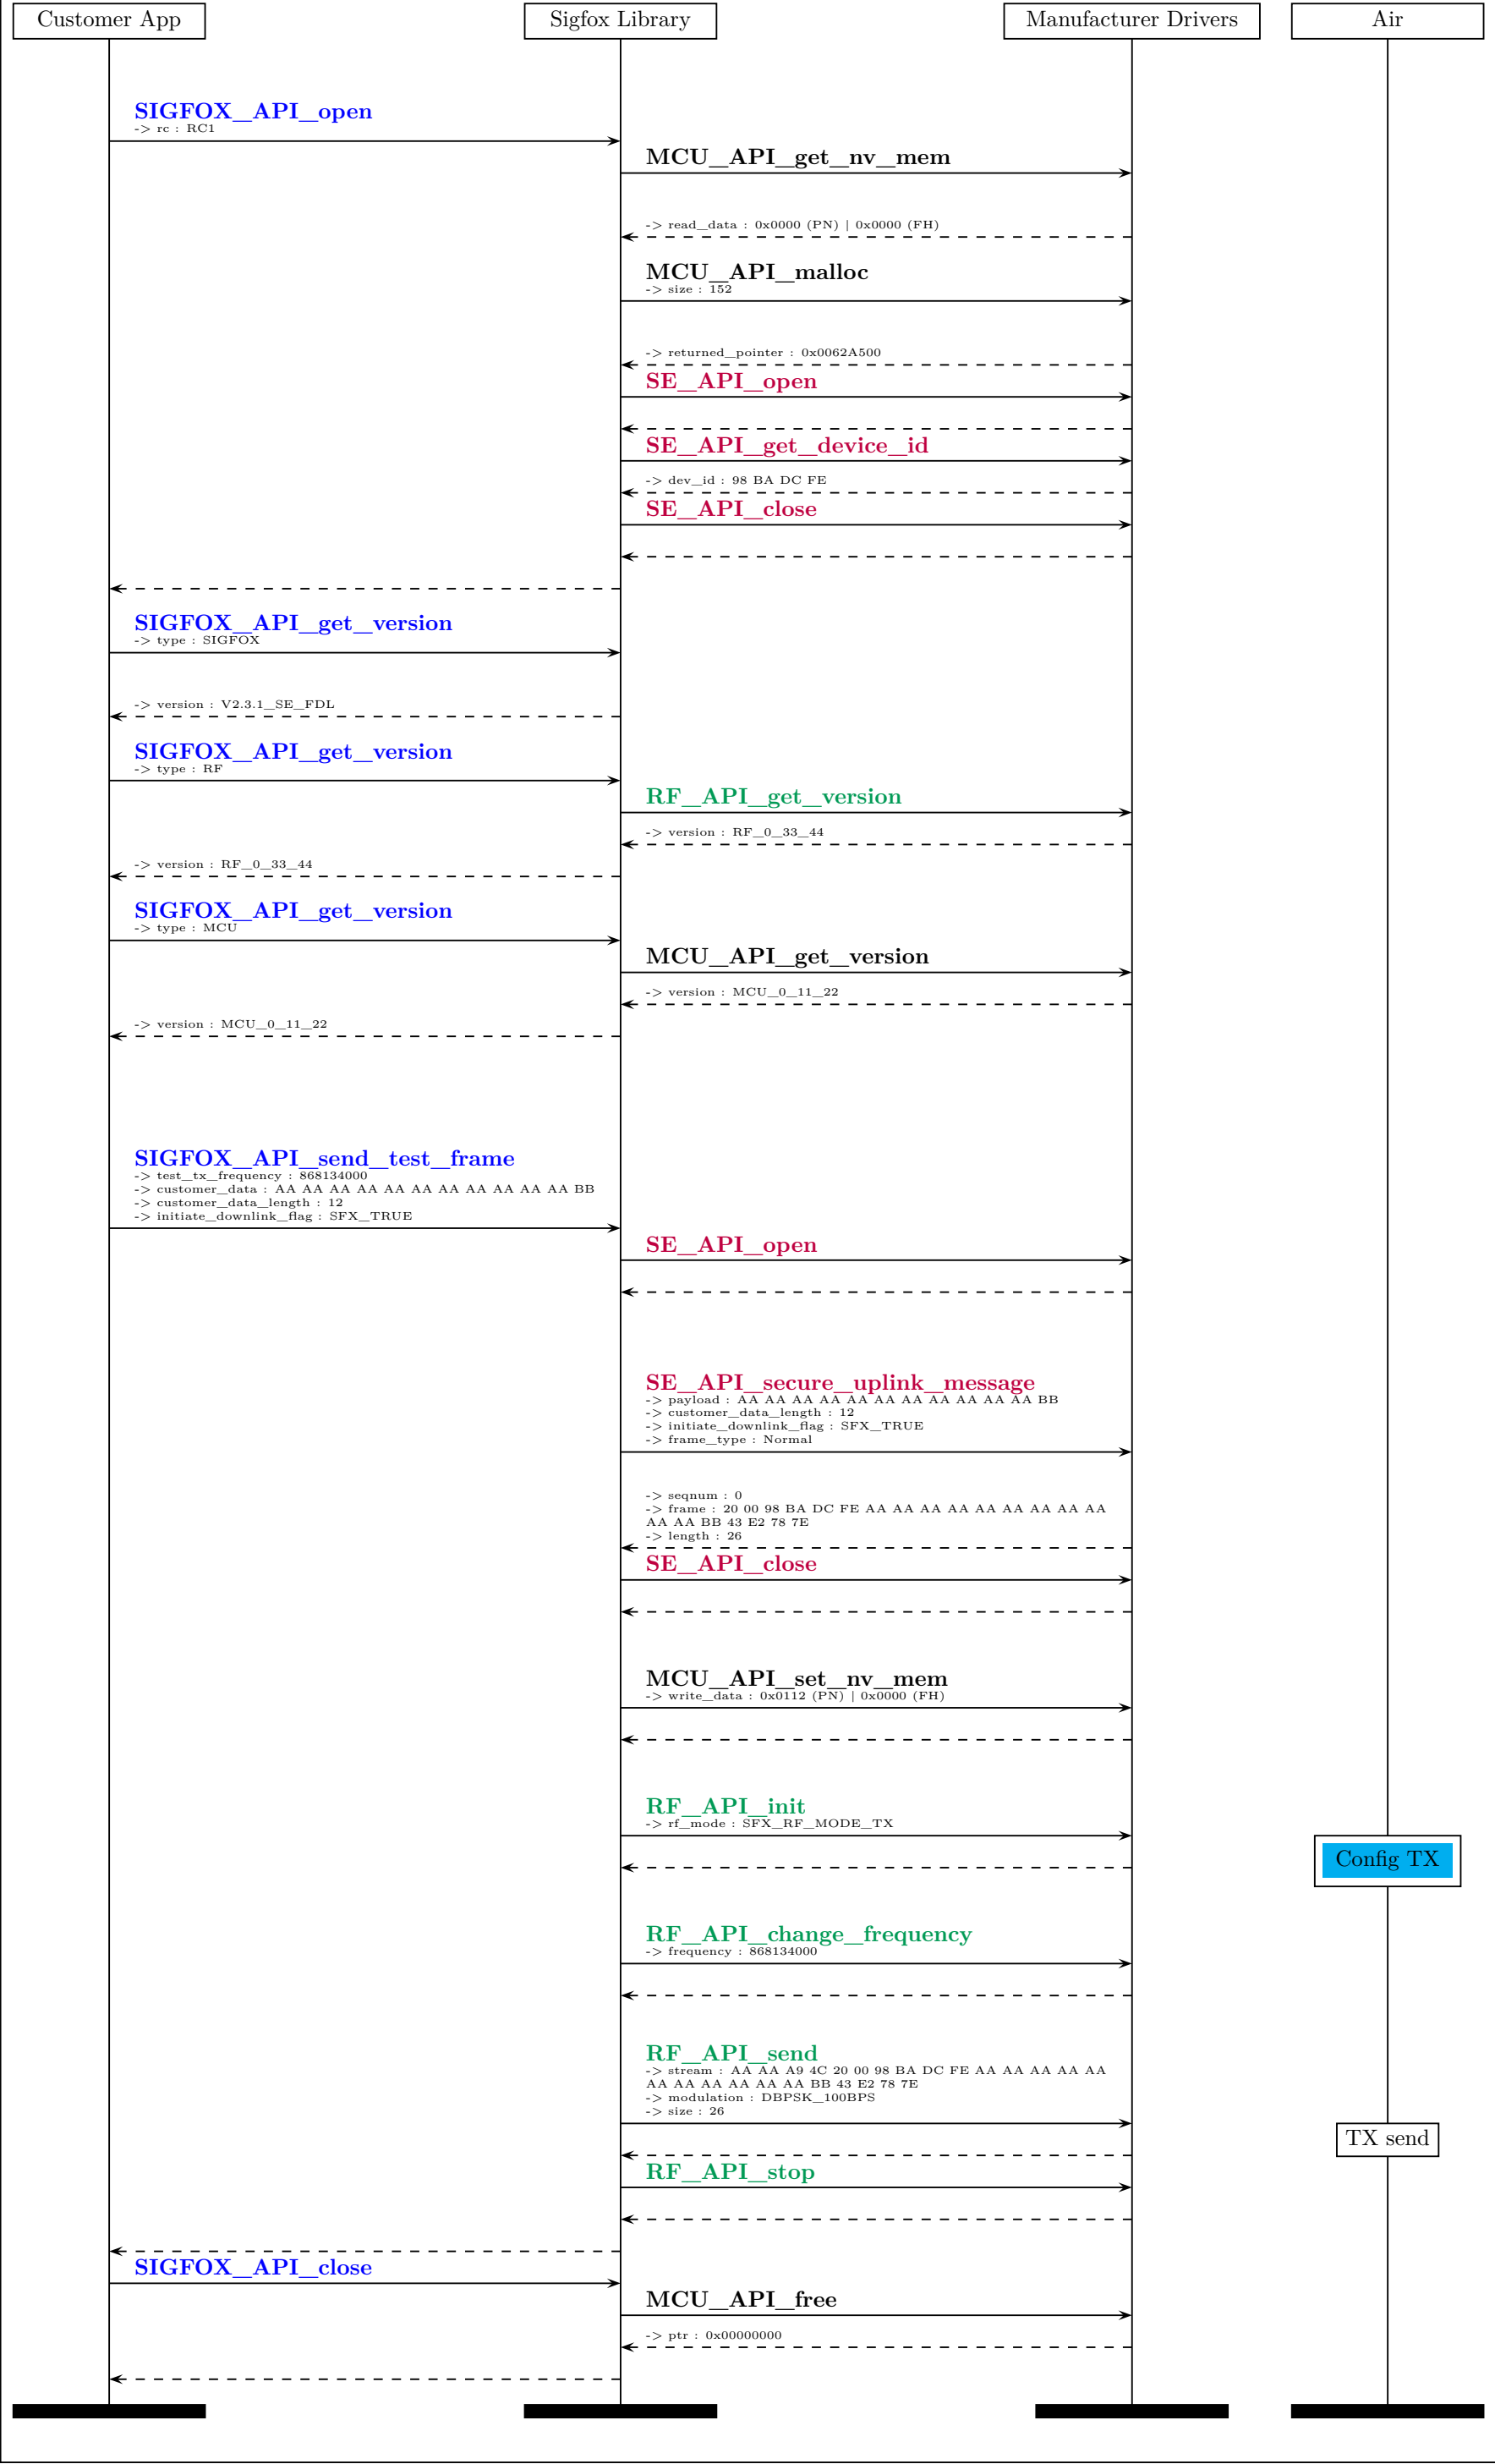 Customer App
Sigfox Library
Manufacturer Drivers
Air
SIGFOX_API_open
-> rc : RC1
MCU_API_get_nv_mem
-> read_data : 0x0000 (PN) | 0x0000 (FH)
MCU_API_malloc
-> size : 152
-> returned_pointer : 0x0062A500
SE_API_open
SE_API_get_device_id
-> dev_id : 98 BA DC FE
SE_API_close
SIGFOX_API_get_version
-> type : SIGFOX
-> version : V2.3.1_SE_FDL
SIGFOX_API_get_version
-> type : RF
RF_API_get_version
-> version : RF_0_33_44
-> version : RF_0_33_44
SIGFOX_API_get_version
-> type : MCU
MCU_API_get_version
-> version : MCU_0_11_22
-> version : MCU_0_11_22
SIGFOX_API_send_test_frame
-> test_tx_frequency : 868134000
-> customer_data : AA AA AA AA AA AA AA AA AA AA AA BB
-> customer_data_length : 12
-> initiate_downlink_flag : SFX_TRUE
SE_API_open
SE_API_secure_uplink_message
-> payload : AA AA AA AA AA AA AA AA AA AA AA BB
-> customer_data_length : 12
-> initiate_downlink_flag : SFX_TRUE
-> frame_type : Normal
-> seqnum : 0
-> frame : 20 00 98 BA DC FE AA AA AA AA AA AA AA AA AA
AA AA BB 43 E2 78 7E
-> length : 26
SE_API_close
MCU_API_set_nv_mem
-> write_data : 0x0112 (PN) | 0x0000 (FH)
RF_API_init
-> rf_mode : SFX_RF_MODE_TX
Config TX
RF_API_change_frequency
-> frequency : 868134000
RF_API_send
-> stream : AA AA A9 4C 20 00 98 BA DC FE AA AA AA AA AA
AA AA AA AA AA AA BB 43 E2 78 7E
-> modulation : DBPSK_100BPS
-> size : 26
TX send
RF_API_stop
SIGFOX_API_close
MCU_API_free
-> ptr : 0x00000000